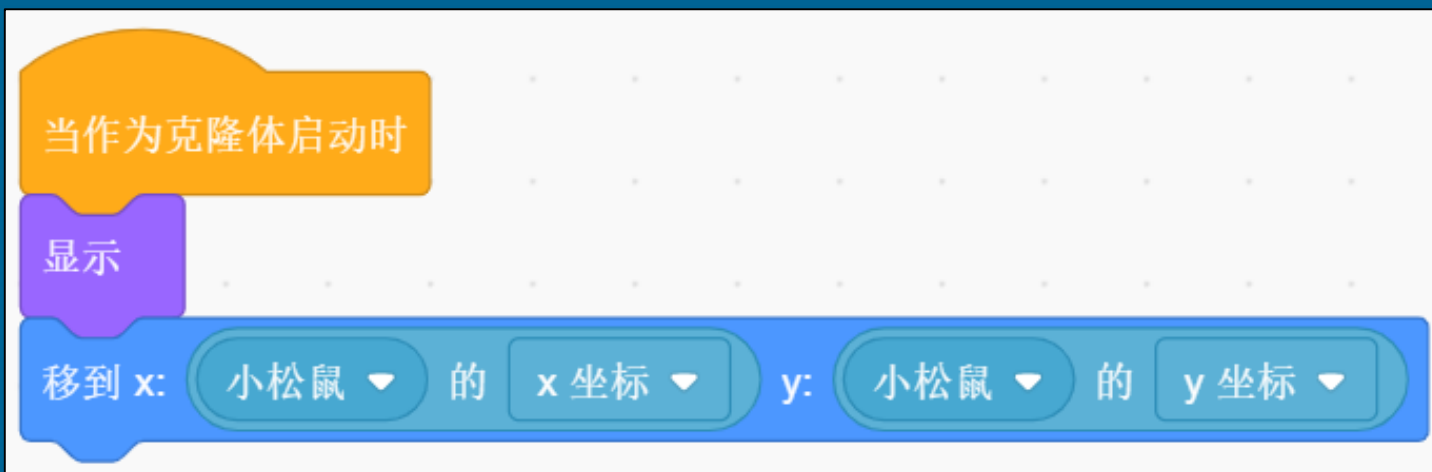 当作为克隆体启动时
显示
移到 x: 小松鼠 的 x 坐标 y: 小松鼠 的 y 坐标